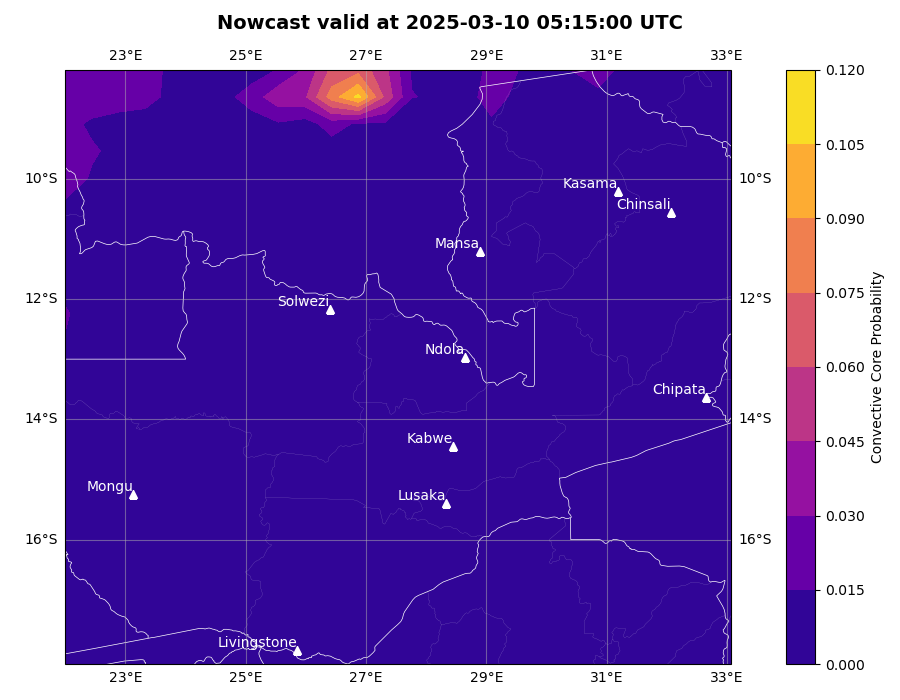 Nowcast valid at 2025-03-10 05:15:00 UTC
23°E 25°E 27°E 29°E 31°E 33°E
0.120
0.105
10°S 10°S
Kasama
Chinsali
0.090
Mansa
0.075
12°S 12°S
Solwezi
Ndola
0.060
Convective Core Probability
Chipata
14°S 14°S
0.045
Kabwe
Mongu
Lusaka
0.030
16°S 16°S
0.015
Livingstone
0.000
23°E 25°E 27°E 29°E 31°E 33°E